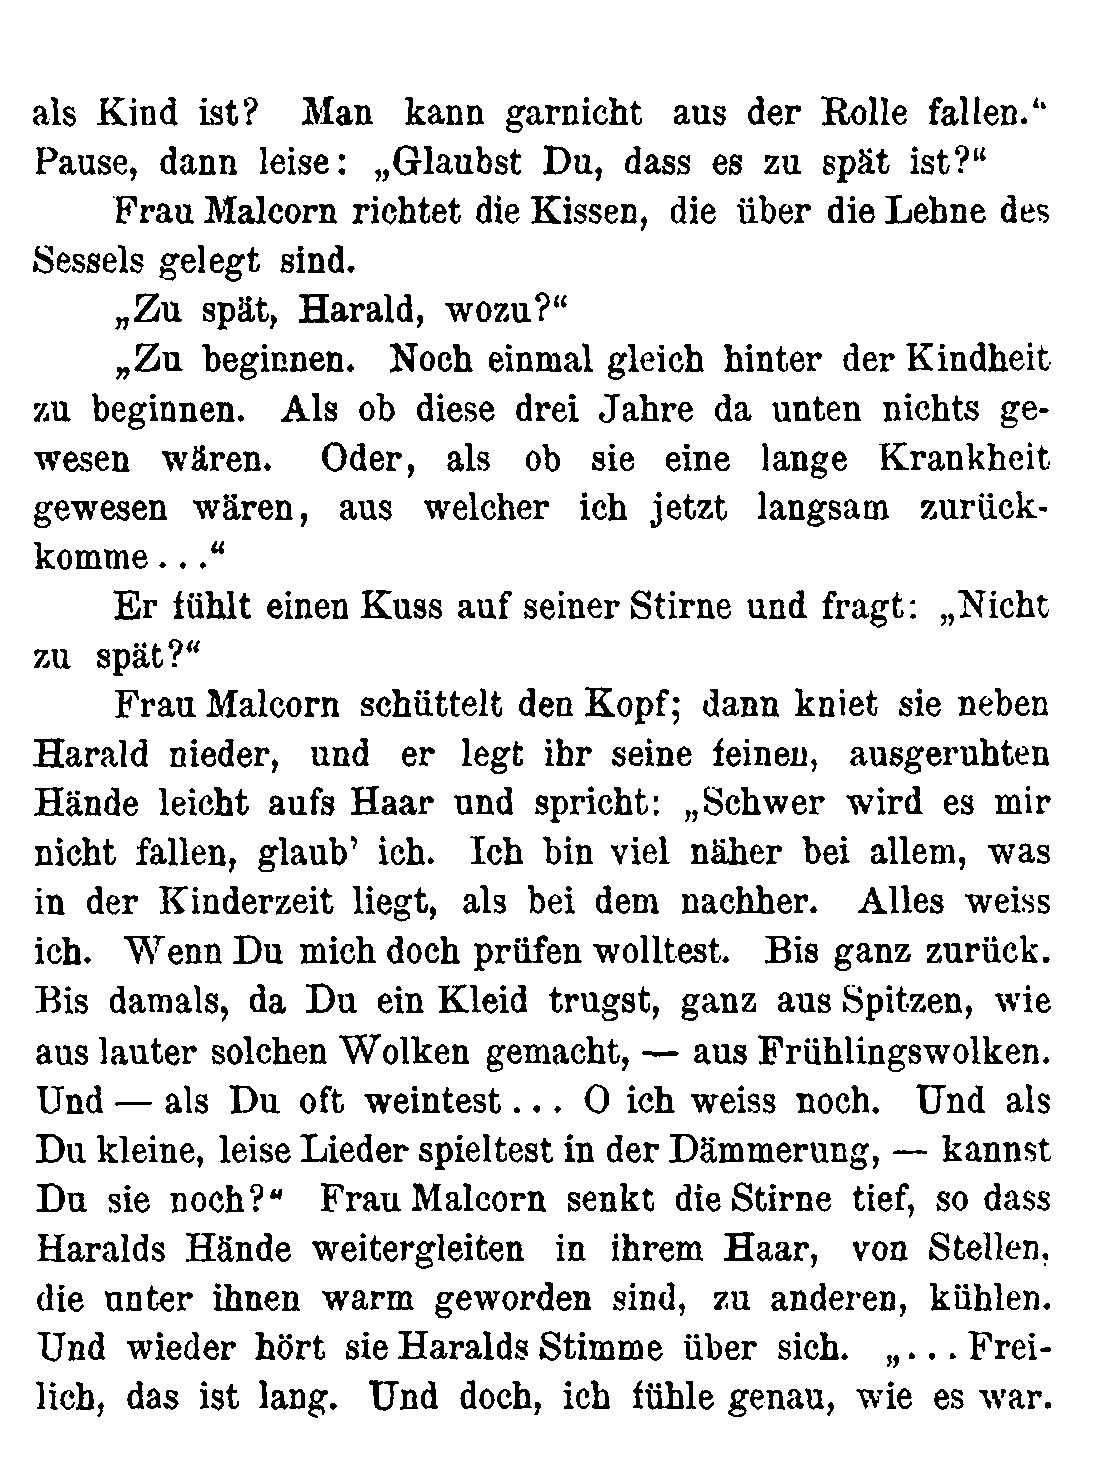 als Kind ist? Man kann garnicht aus der Rolle fallen.“
Pause, dann leise: „Glaubst Du, dass es zu spät ist?“
Frau Malcorn richtet die Kissen, die über die Lehne des
Sessels gelegt sind.
„Zu spät, Harald, wozu?“
„Zu beginnen. Noch einmal gleich hinter der Kindheit
zu beginnen. Als ob diese drei Jahre da unten nichts ge-
wesen wären. Oder, als ob sie eine lange Krankheit
gewesen wären, aus welcher ich jetzt langsam zurück-
komme . . .“
Er fühlt einen Kuss auf seiner Stirne und fragt: „Nicht
zu spät?“
Frau Malcorn schüttelt den Kopf; dann kniet sie neben
Harald nieder, und er legt ihr seine feinen, ausgeruhten
Hände leicht aufs Haar und spricht: „Schwer wird es mir
nicht fallen, glaub’ ich. Ich bin viel näher bei allem, was
in der Kinderzeit liegt, als bei dem nachher. Alles weiss
ich. Wenn Du mich doch prüfen wolltest. Bis ganz zurück.
Bis damals, da Du ein Kleid trugst, ganz aus Spitzen, wie
aus lauter solchen Wolken gemacht, — aus Frühlingswolken.
Und — als Du oft weintest . . . O ich weiss noch. Und als
Du kleine, leise Lieder spieltest in der Dämmerung, — kannst
Du sie noch?“ Frau Malcorn senkt die Stirne tief, so dass
Haralds Hände weitergleiten in ihrem Haar, von Stellen,
die unter ihnen warm geworden sind, zu anderen, kühlen.
Und wieder hört sie Haralds Stimme über sich. „. . . Frei-
lich, das ist lang. Und doch, ich fühle genau, wie es war.